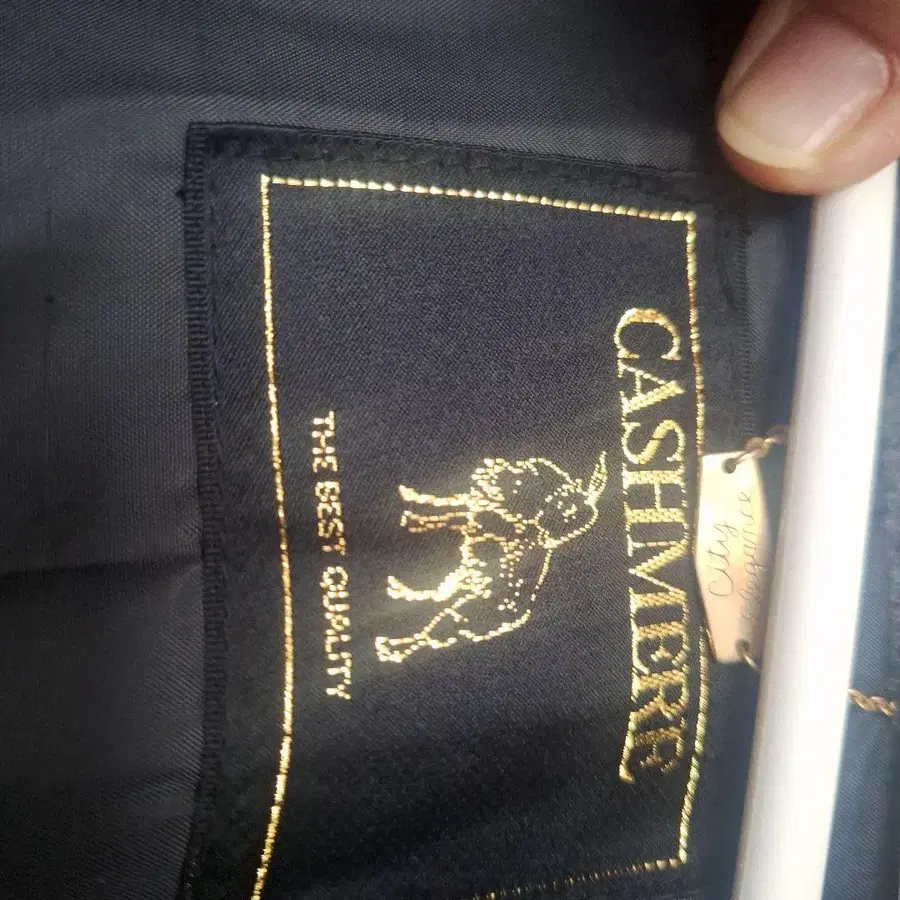 CASHMERE
THE BEST QUALITY
City
elegance